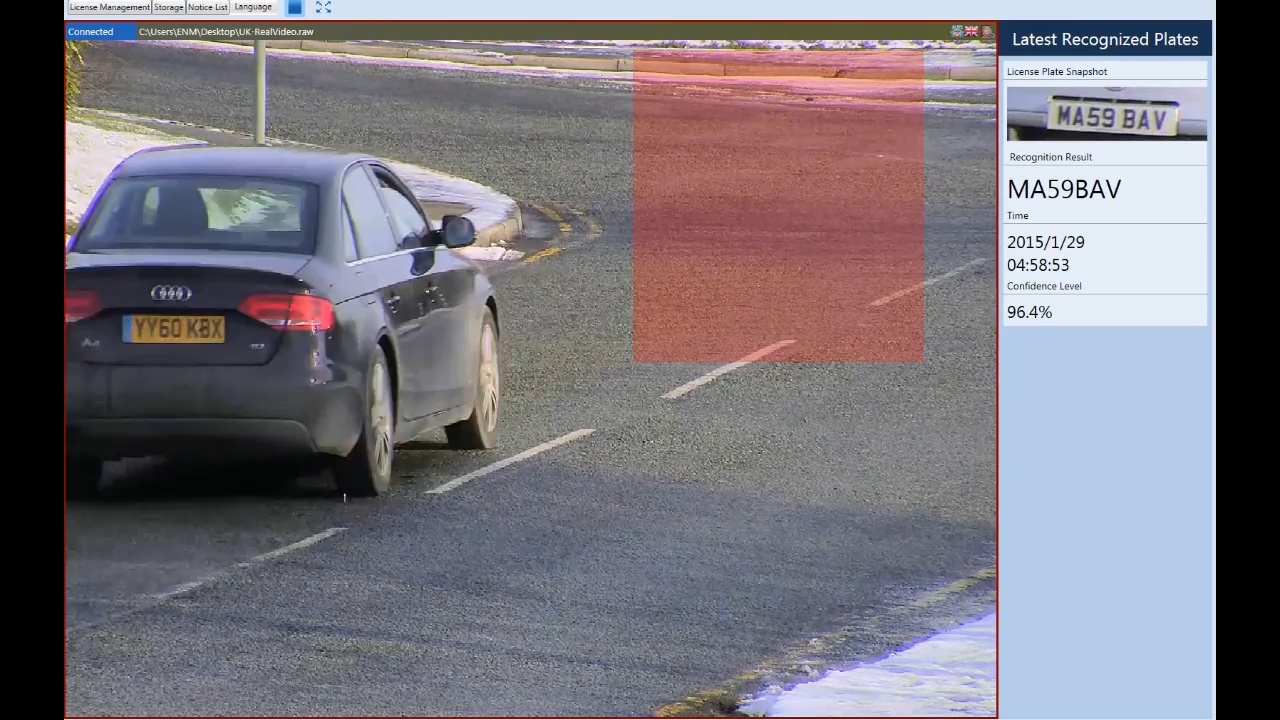 License Management Storage Notice List Language
Connected C:\Users\ENM\Desktop\UK-RealVideo.raw
Latest Recognized Plates
License Plate Snapshot
MA59 BAV
Recognition Result
MA59BAV
Time
2015/1/29
04:58:53
Confidence Level
96.4%
YY60 KBX
A4